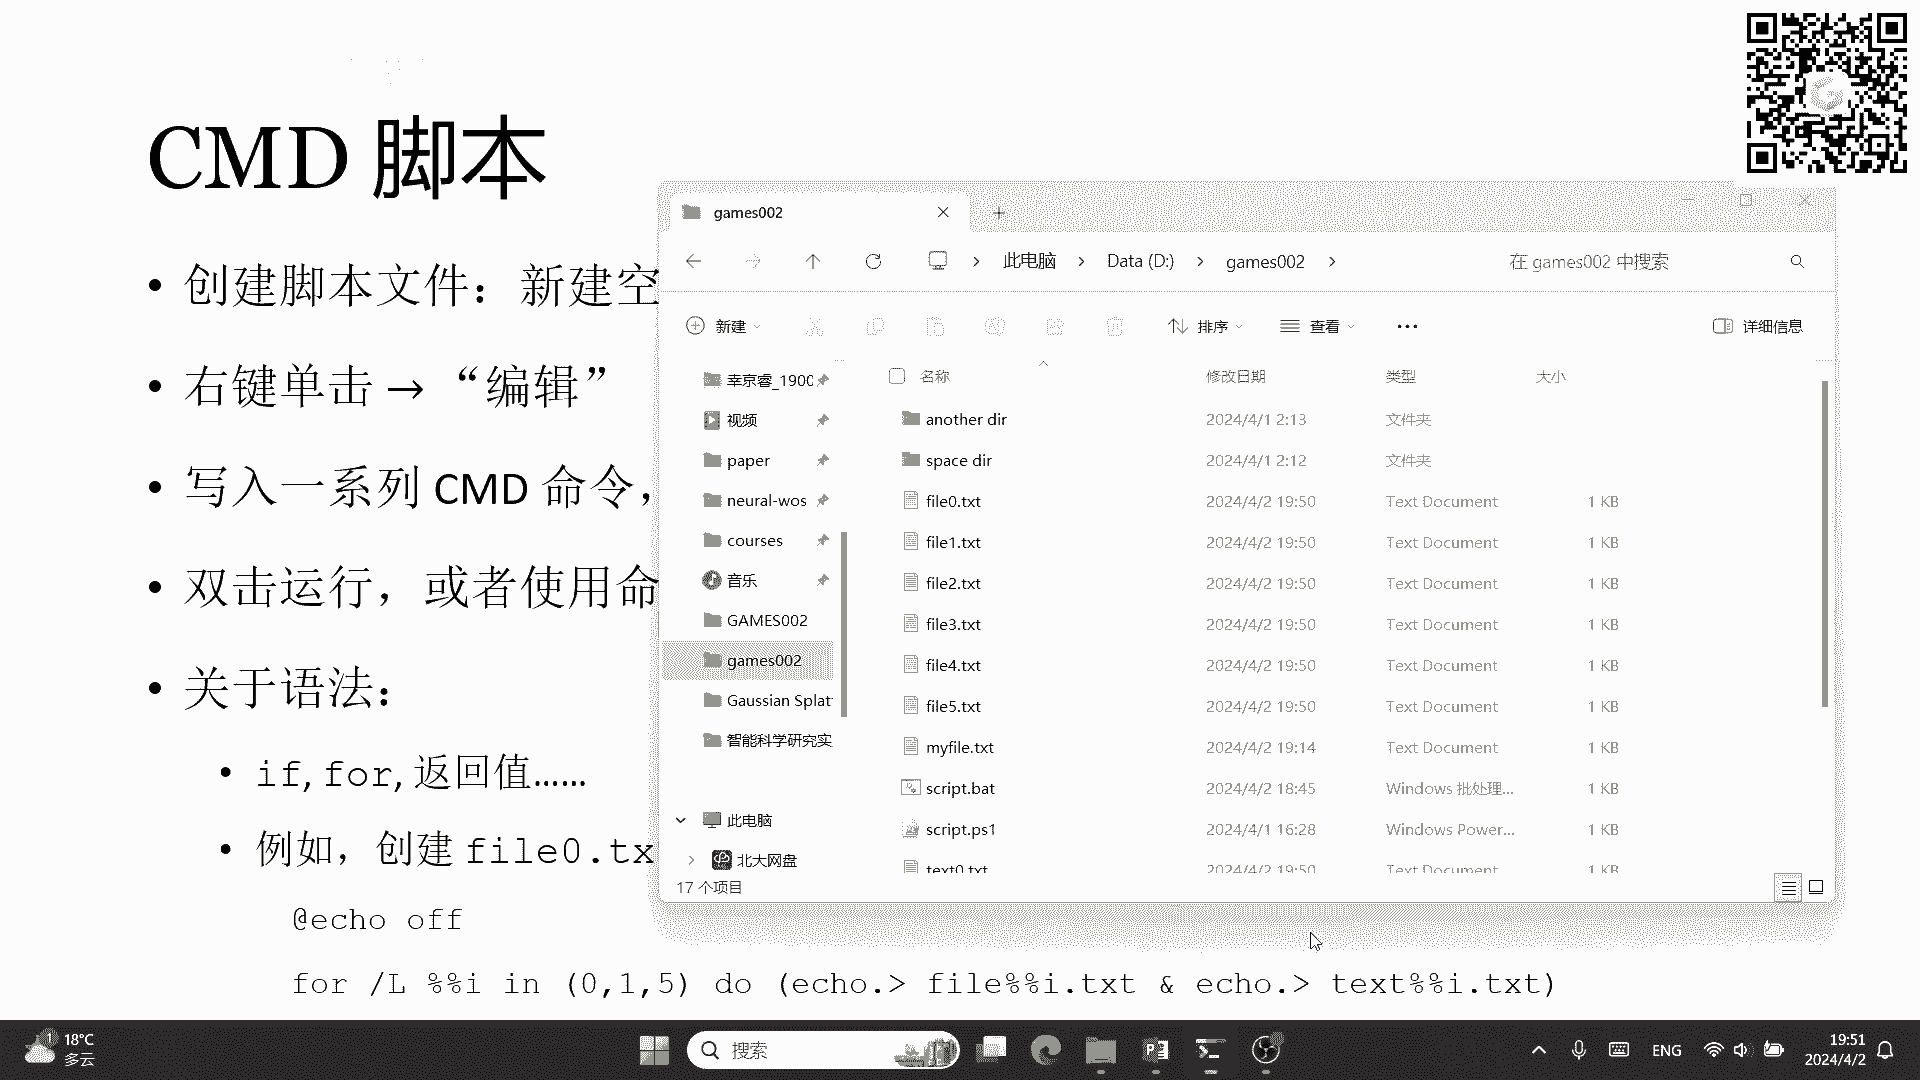 CMD 脚本
• 创建脚本文件：新建空
• 右键单击 → “编辑”
• 写入一系列 CMD 命令，
• 双击运行，或者使用命
• 关于语法：
• if, for, 返回值……
• 例如，创建 file0.tx
@echo off
for /L %%i in (0,1,5) do (echo.> file%%i.txt & echo.> text%%i.txt)
games002
此电脑 > Data (D:) > games002 >
在 games002 中搜索
新建
排序
查看
详细信息
幸京睿_1900
视频
paper
neural-wos
courses
音乐
GAMES002
games002
Gaussian Splat
智能科学研究实
此电脑
北大网盘
名称 修改日期 类型 大小
another dir 2024/4/1 2:13 文件夹
space dir 2024/4/1 2:12 文件夹
file0.txt 2024/4/2 19:50 Text Document 1 KB
file1.txt 2024/4/2 19:50 Text Document 1 KB
file2.txt 2024/4/2 19:50 Text Document 1 KB
file3.txt 2024/4/2 19:50 Text Document 1 KB
file4.txt 2024/4/2 19:50 Text Document 1 KB
file5.txt 2024/4/2 19:50 Text Document 1 KB
myfile.txt 2024/4/2 19:14 Text Document 1 KB
script.bat 2024/4/2 18:45 Windows 批处理... 1 KB
script.ps1 2024/4/1 16:28 Windows Power... 1 KB
text0.txt 2024/4/2 19:50 Text Document 1 KB
17 个项目
1
18°C
多云
搜索
ENG
19:51
2024/4/2